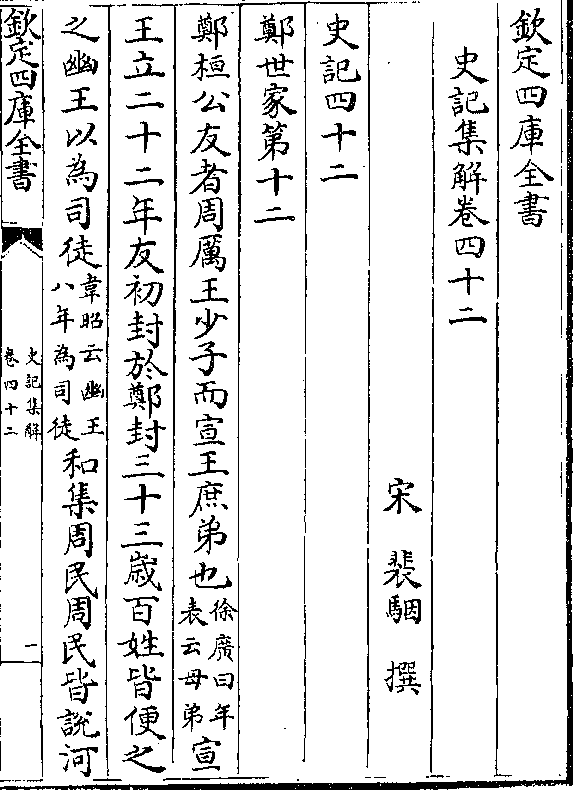 欽定四庫全書
史記集解卷四十二
宋 裴駰 撰
史記四十二
鄭世家第十二
鄭桓公友者周厲王少子而宣王庶弟也徐廣曰年表云母弟宣
王立二十二年友初封於鄭封三十三歲百姓皆便之
之幽王以為司徒韋昭云幽王八年為司徒和集周民周民皆說河
欽定四庫全書
史記集解
卷四十二
一